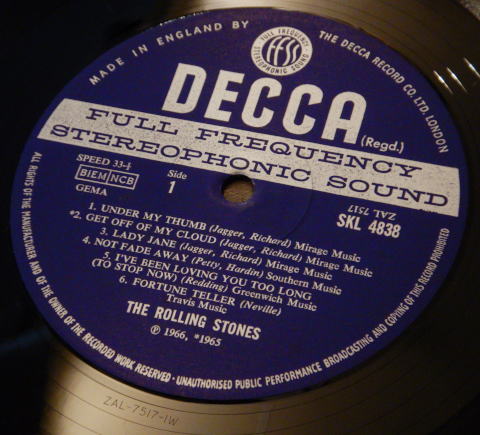 MADE IN ENGLAND BY
FULL FREQUENCY
ffss
STEREOPHONIC SOUND
THE DECCA RECORD CO. LTD. LONDON
DECCA
(Regd.)
FULL FREQUENCY
STEREOPHONIC SOUND
SPEED 33⅓
BIEM NCB
GEMA
Side
1
ZAL 7517
SKL 4838
1. UNDER MY THUMB (Jagger, Richard) Mirage Music
*2. GET OFF OF MY CLOUD (Jagger, Richard) Mirage Music
3. LADY JANE (Jagger, Richard) Mirage Music
4. NOT FADE AWAY (Petty, Hardin) Southern Music
5. I'VE BEEN LOVING YOU TOO LONG
(TO STOP NOW) (Redding) Greenwich Music
6. FORTUNE TELLER (Neville)
Travis Music
THE ROLLING STONES
℗ 1966, *1965
ALL RIGHTS OF THE MANUFACTURER AND OF THE OWNER OF THE RECORDED WORK RESERVED · UNAUTHORISED PUBLIC PERFORMANCE BROADCASTING AND COPYING OF THIS RECORD PROHIBITED
ZAL-7517-1W